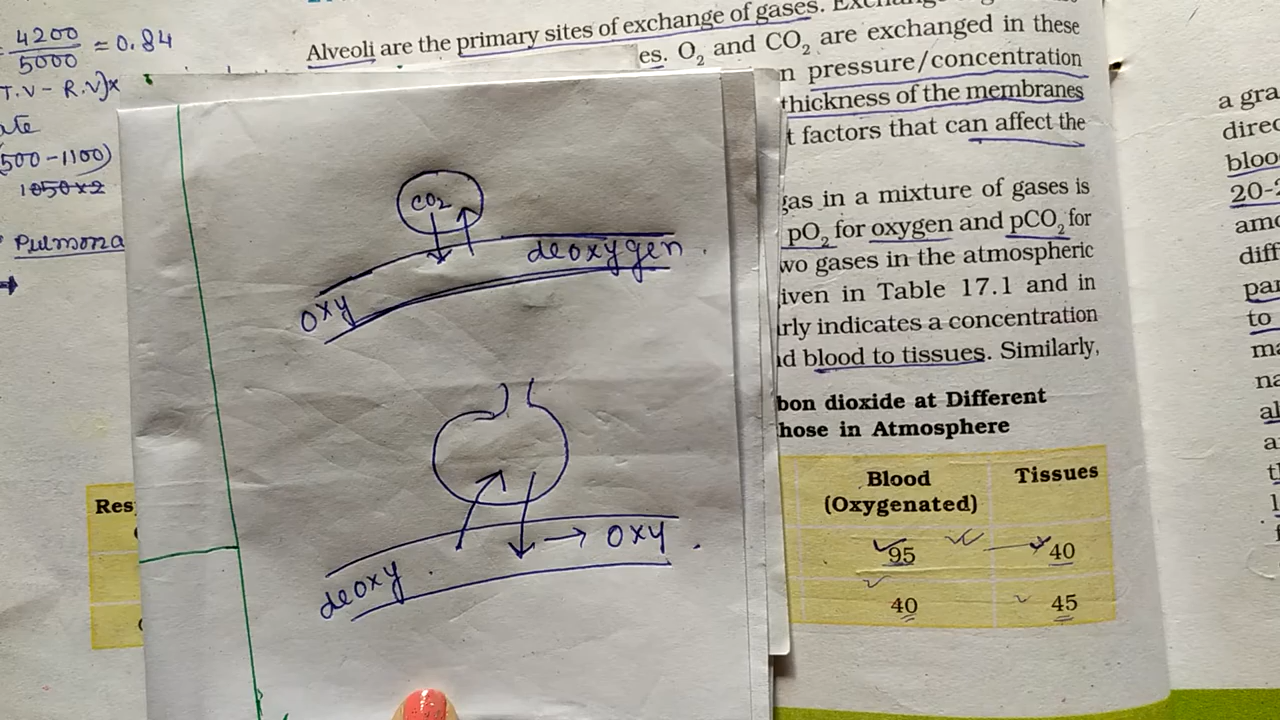 = 4200
5000
= 0.84
T.V - R.V)x
ate
500 - 1100)
1050x2
Pulmona
Alveoli are the primary sites of exchange of gases.
es. O₂ and CO₂ are exchanged in these
n pressure/concentration
thickness of the membranes
t factors that can affect the
gas in a mixture of gases is
pO₂ for oxygen and pCO₂ for
wo gases in the atmospheric
iven in Table 17.1 and in
rly indicates a concentration
d blood to tissues. Similarly,
bon dioxide at Different
hose in Atmosphere
Res
Blood
(Oxygenated)
Tissues
95
40
40
45
CO₂
deoxygen.
oxy
→ oxy.
deoxy
a gra
direc
bloo
20-2
amo
diff
par
to
ma
na
al
a